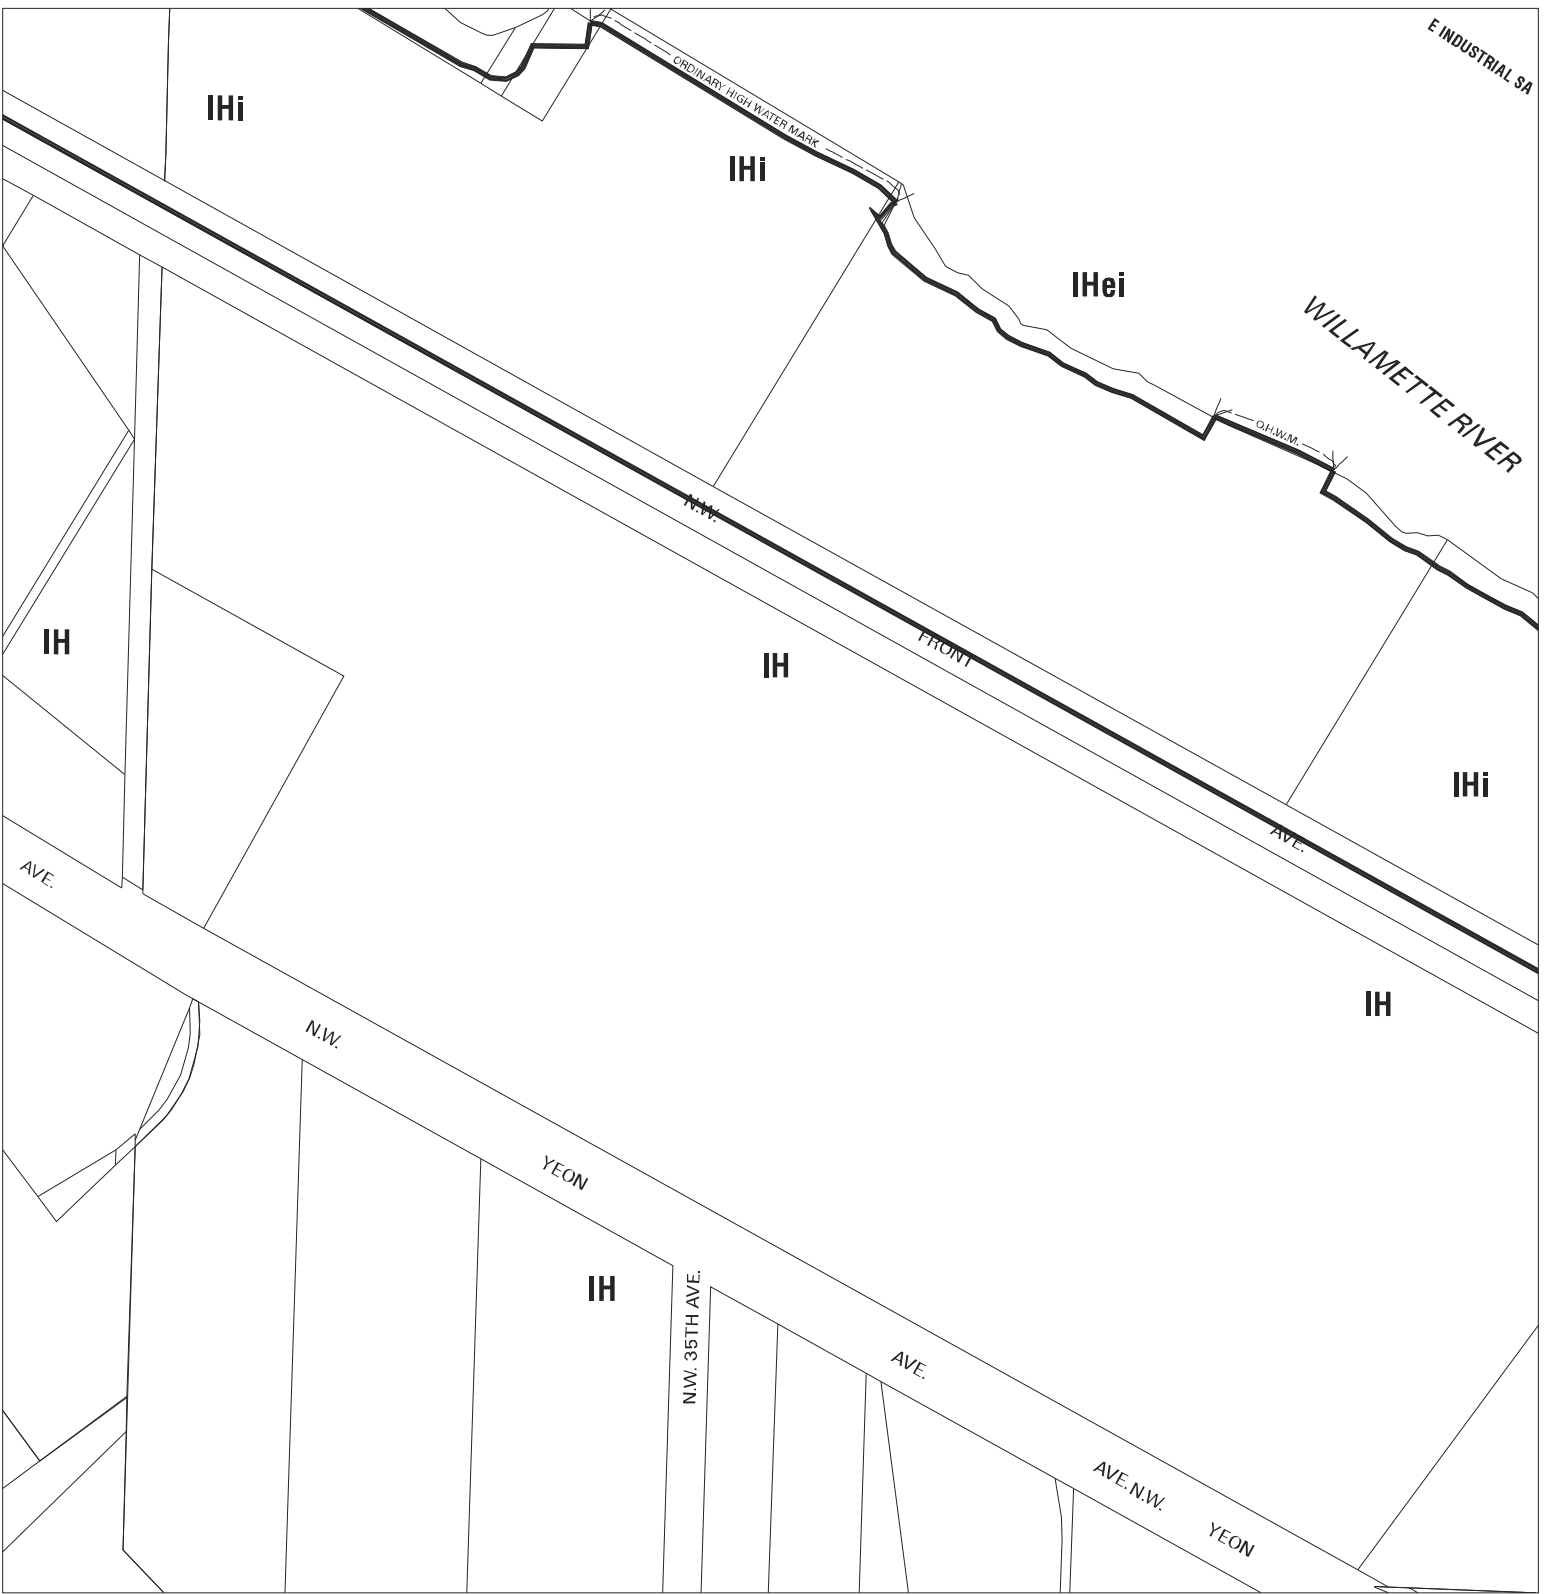 E INDUSTRIAL SA
IHi
ORDINARY HIGH WATER MARK
IHi
IHei
WILLAMETTE RIVER
O.H.W.M.
N.W.
FRONT
AVE.
IH
IH
IHi
AVE.
IH
N.W.
YEON
IH
N.W. 35TH AVE.
AVE.
AVE. N.W.
YEON